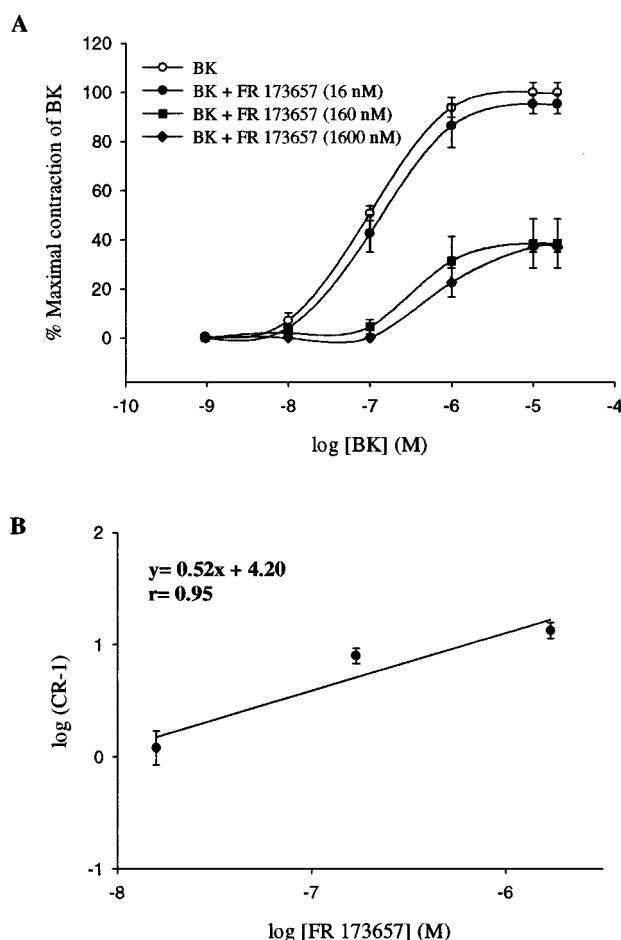 A
120
100
80
60
40
20
0
% Maximal contraction of BK
BK
BK + FR 173657 (16 nM)
BK + FR 173657 (160 nM)
BK + FR 173657 (1600 nM)
-10 -9 -8 -7 -6 -5 -4
log [BK] (M)
B
2
1
0
-1
log (CR-1)
y= 0.52x + 4.20
r= 0.95
-8 -7 -6
log [FR 173657] (M)